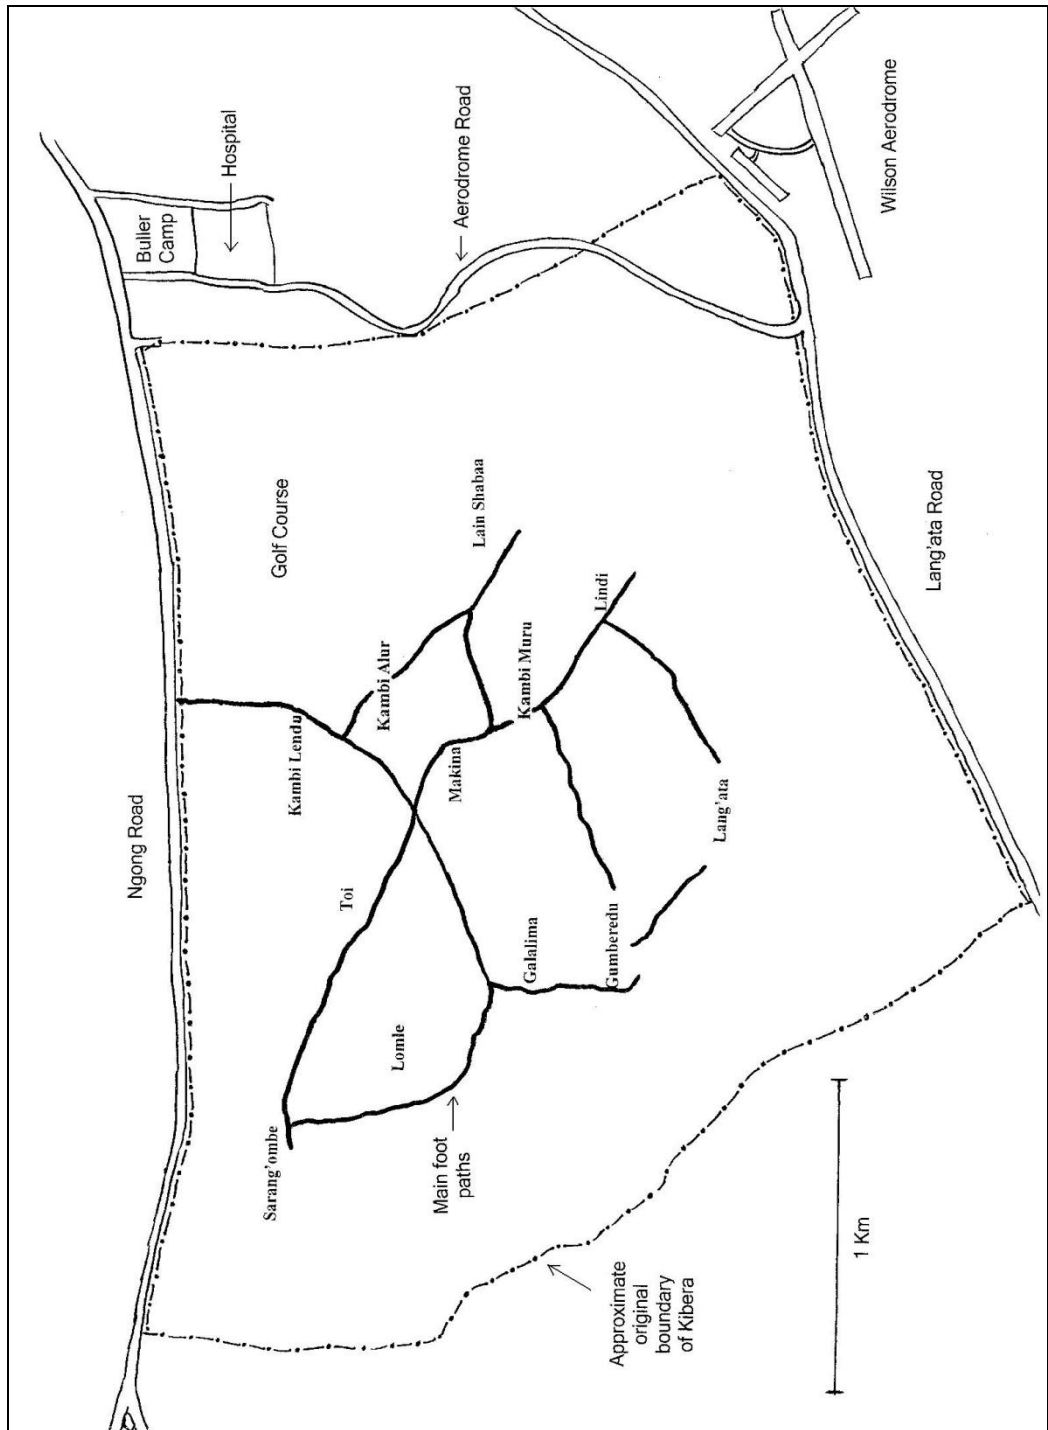 Ngong Road
Buller
Camp
Hospital
Aerodrome Road
Wilson Aerodrome
Golf Course
Lain Shabaa
Kambi Alur
Kambi Lendu
Kambi Muru
Lindi
Makina
Toi
Lang'ata
Lang'ata Road
Galalima
Gumberedu
Lomle
Sarang'ombe
Main foot
paths
Approximate
original
boundary
of Kibera
1 Km